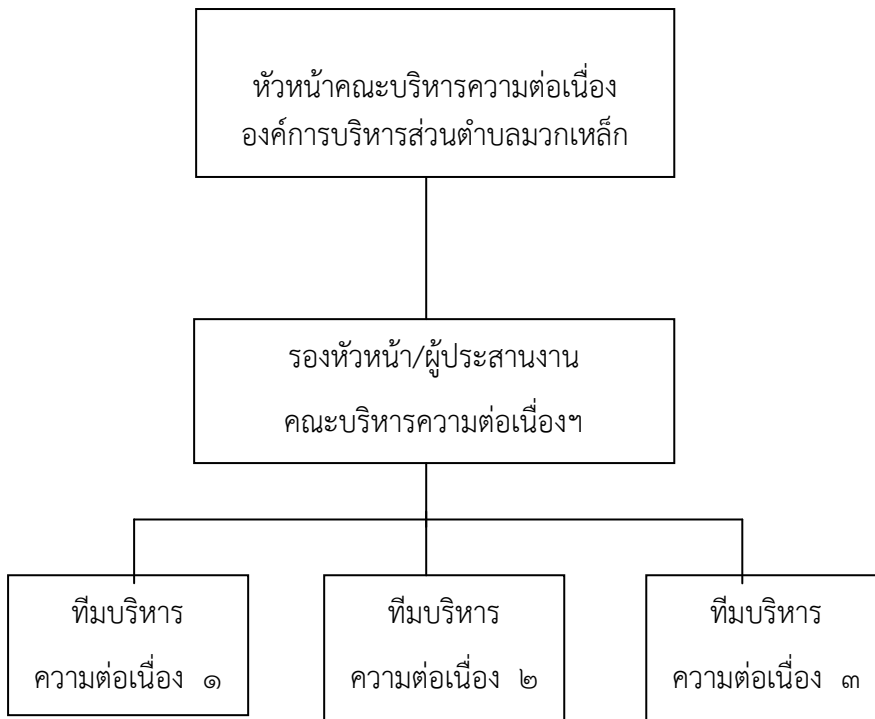 หัวหน้าคณะบริหารความต่อเนื่อง
องค์การบริหารส่วนตำบลมวกเหล็ก
รองหัวหน้า/ผู้ประสานงาน
คณะบริหารความต่อเนื่องฯ
ทีมบริหาร
ความต่อเนื่อง ๑
ทีมบริหาร
ความต่อเนื่อง ๒
ทีมบริหาร
ความต่อเนื่อง ๓